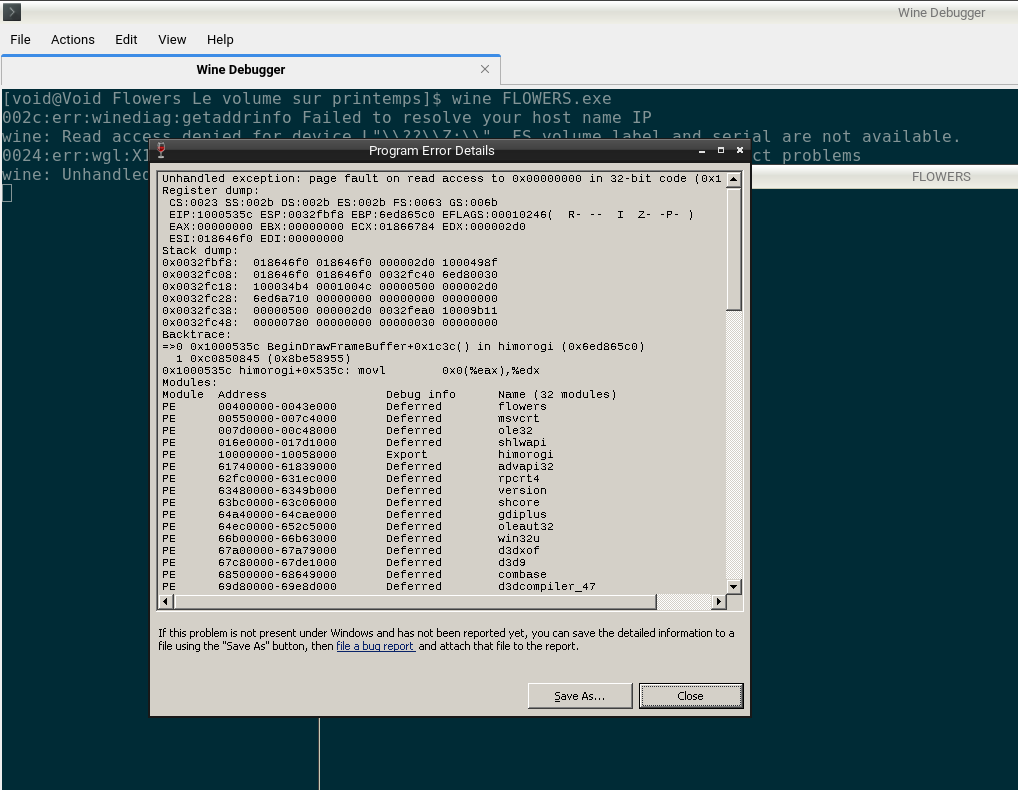 Wine Debugger
File Actions Edit View Help
Wine Debugger
[void@Void Flowers Le volume sur printemps]$ wine FLOWERS.exe
002c:err:winediag:getaddrinfo Failed to resolve your host name IP
wine: Read access denied for device L"\\??\\Z:\\", FS volume label and serial are not available.
0024:err:wgl:X1 ct problems
wine: Unhandled
FLOWERS
Program Error Details
Unhandled exception: page fault on read access to 0x00000000 in 32-bit code (0x1
Register dump:
CS:0023 SS:002b DS:002b ES:002b FS:0063 GS:006b
EIP:1000535c ESP:0032fbf8 EBP:6ed865c0 EFLAGS:00010246( R- -- I Z- -P- )
EAX:00000000 EBX:00000000 ECX:01866784 EDX:000002d0
ESI:018646f0 EDI:00000000
Stack dump:
0x0032fbf8: 018646f0 018646f0 000002d0 1000498f
0x0032fc08: 018646f0 018646f0 0032fc40 6ed80030
0x0032fc18: 100034b4 0001004c 00000500 000002d0
0x0032fc28: 6ed6a710 00000000 00000000 00000000
0x0032fc38: 00000500 000002d0 0032fea0 10009b11
0x0032fc48: 00000780 00000000 00000030 00000000
Backtrace:
=>0 0x1000535c BeginDrawFrameBuffer+0x1c3c() in himorogi (0x6ed865c0)
1 0xc0850845 (0x8be58955)
0x1000535c himorogi+0x535c: movl 0x0(%eax),%edx
Modules:
Module Address Debug info Name (32 modules)
PE 00400000-0043e000 Deferred flowers
PE 00550000-007c4000 Deferred msvcrt
PE 007d0000-00c48000 Deferred ole32
PE 016e0000-017d1000 Deferred shlwapi
PE 10000000-10058000 Export himorogi
PE 61740000-61839000 Deferred advapi32
PE 62fc0000-631ec000 Deferred rpcrt4
PE 63480000-6349b000 Deferred version
PE 63bc0000-63c06000 Deferred shcore
PE 64a40000-64cae000 Deferred gdiplus
PE 64ec0000-652c5000 Deferred oleaut32
PE 66b00000-66b63000 Deferred win32u
PE 67a00000-67a79000 Deferred d3dxof
PE 67c80000-67de1000 Deferred d3d9
PE 68500000-68649000 Deferred combase
PE 69d80000-69e8d000 Deferred d3dcompiler_47
If this problem is not present under Windows and has not been reported yet, you can save the detailed information to a
file using the "Save As" button, then file a bug report and attach that file to the report.
Save As...
Close